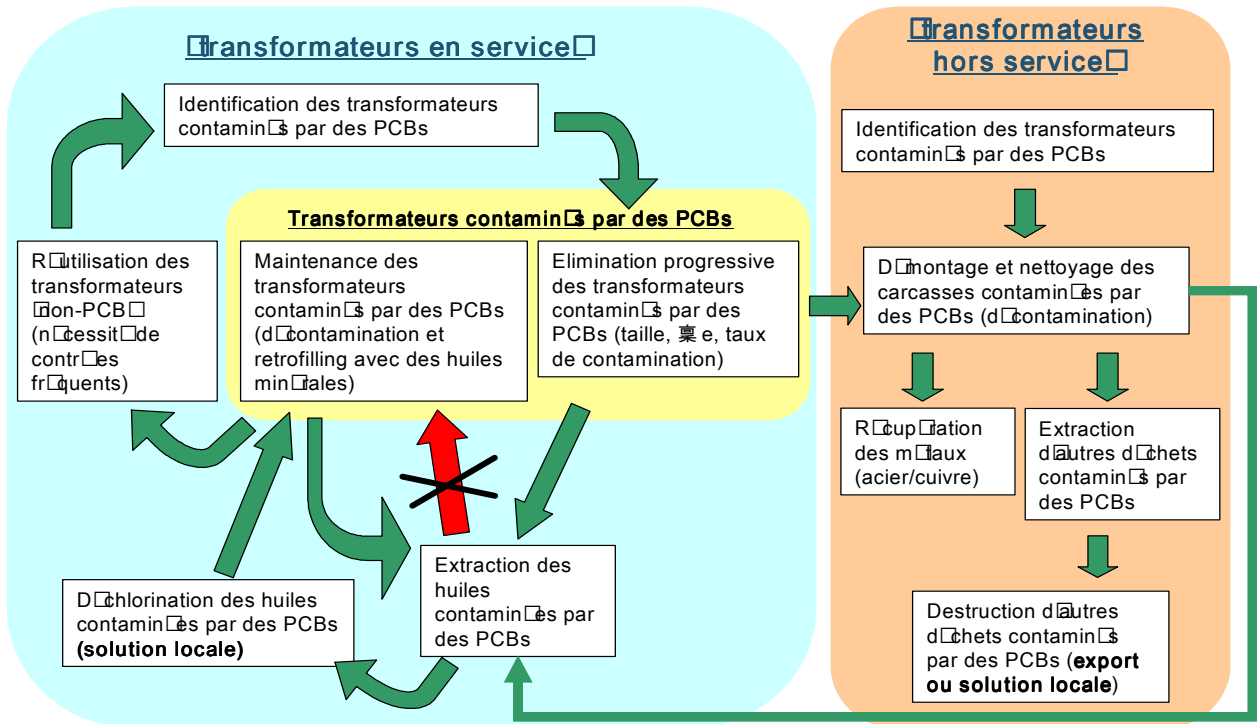 □transformateurs en service□
Identification des transformateurs
contamin□s par des PCBs
Transformateurs contamin□s par des PCBs
R□utilisation des
transformateurs
□non-PCB□
(n□cessit□ de
contr□les
fr□quents)
Maintenance des
transformateurs
contamin□s par des PCBs
(d□contamination et
retrofilling avec des huiles
min□rales)
Elimination progressive
des transformateurs
contamin□s par des
PCBs (taille, 稟e, taux
de contamination)
D□chlorination des huiles
contamin□es par des PCBs
(solution locale)
Extraction des
huiles
contamin□es par
des PCBs
□transformateurs
hors service□
Identification des transformateurs
contamin□s par des PCBs
D□montage et nettoyage des
carcasses contamin□es par
des PCBs (d□contamination)
R□cup□ration
des m□taux
(acier/cuivre)
Extraction
d□autres d□chets
contamin□s par
des PCBs
Destruction d□autres
d□chets contamin□s
par des PCBs (export
ou solution locale)